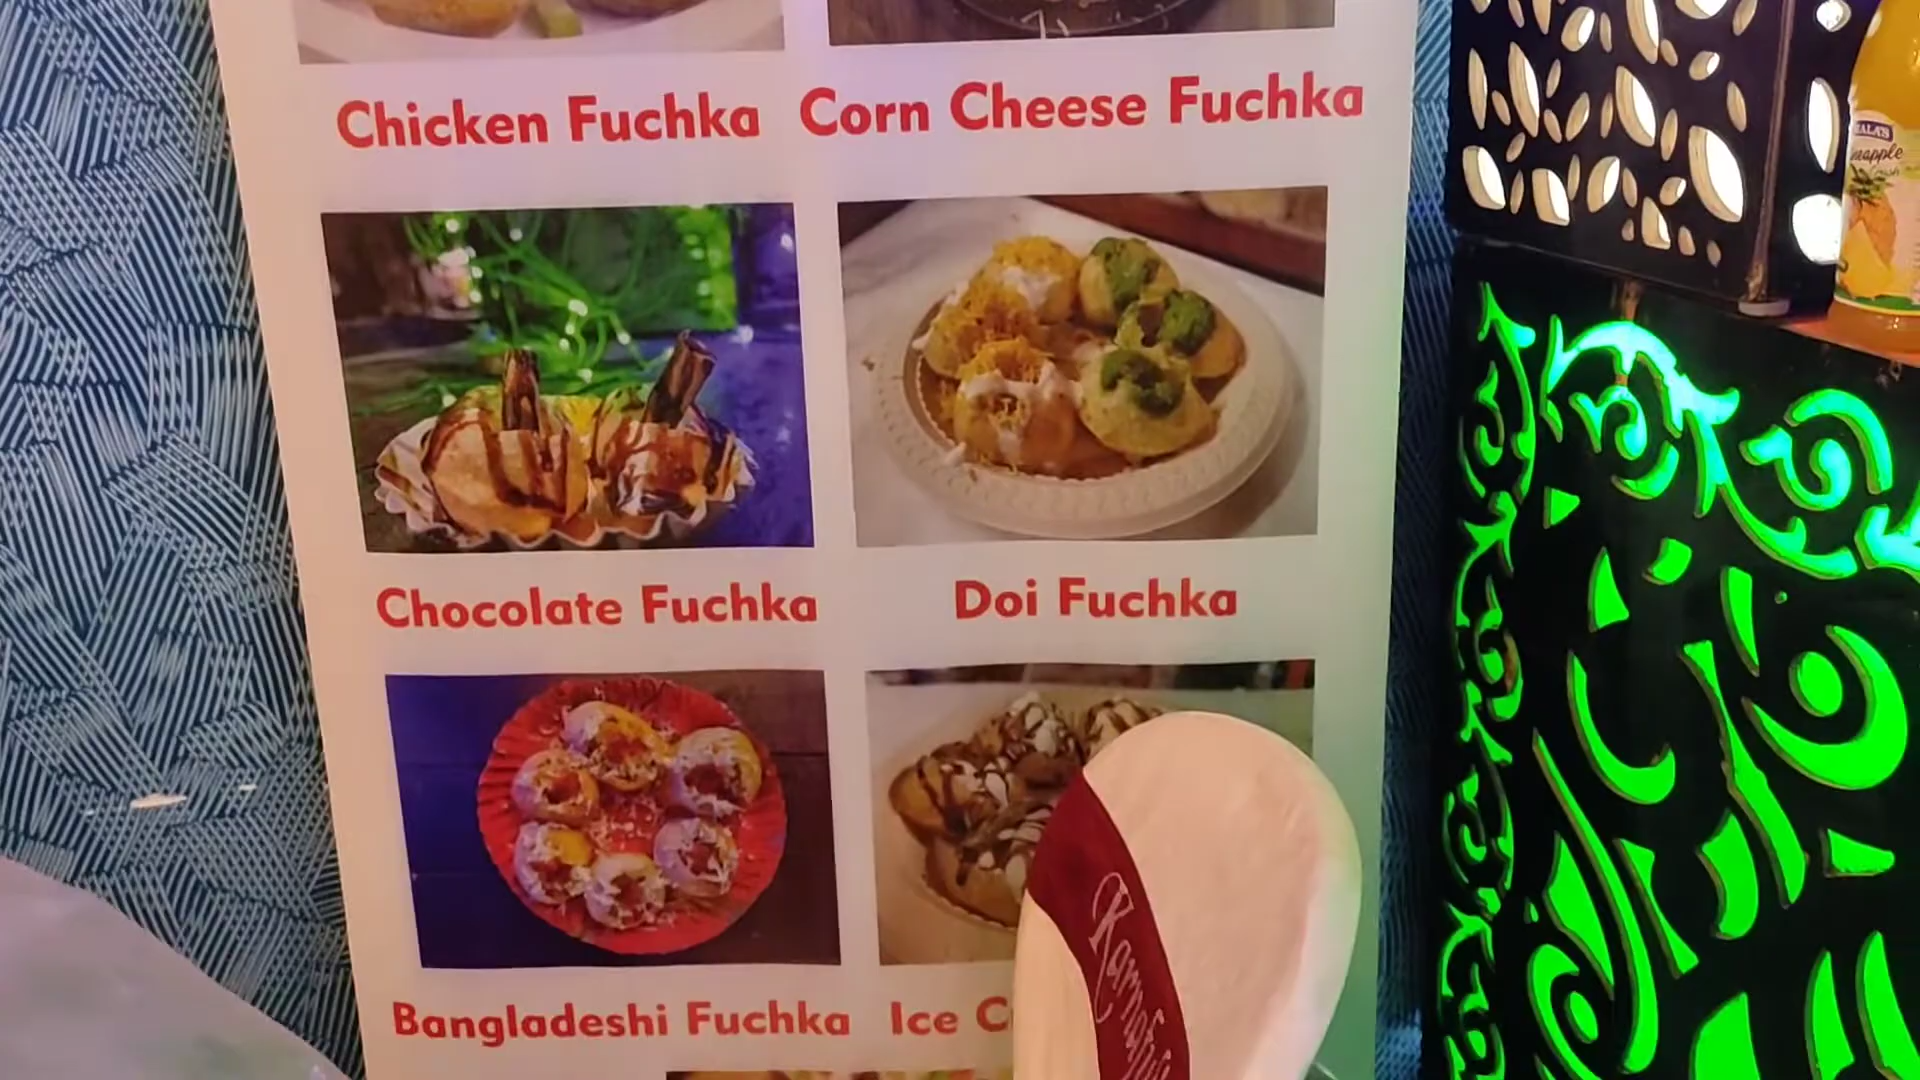 Chicken Fuchka
Corn Cheese Fuchka
Chocolate Fuchka
Doi Fuchka
Bangladeshi Fuchka
Ice